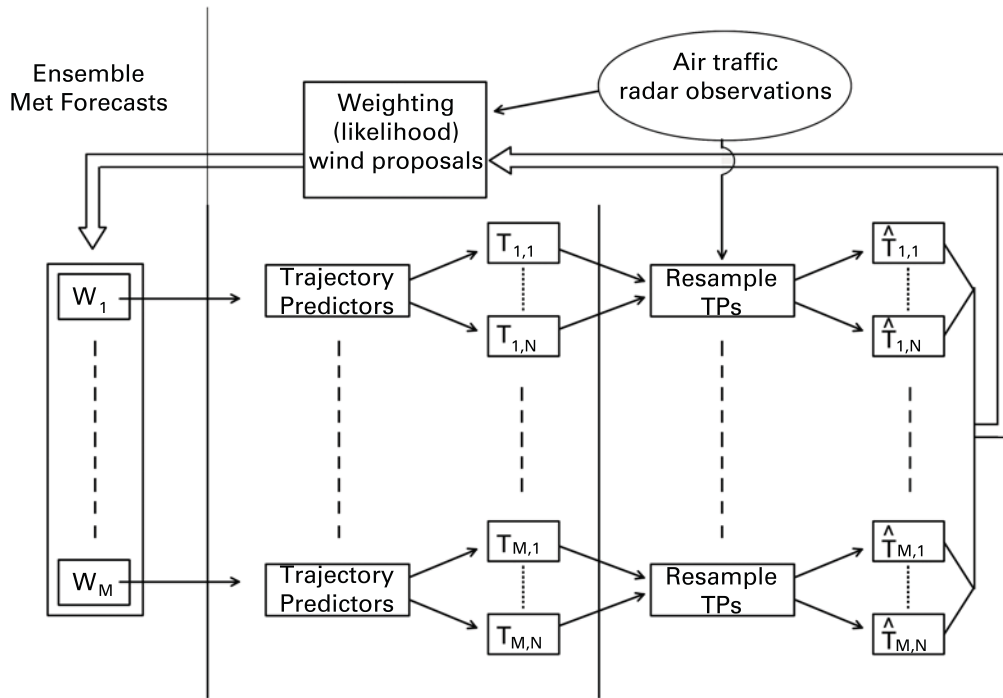 Ensemble
Met Forecasts
Weighting
(likelihood)
wind proposals
Air traffic
radar observations
W1
Trajectory
Predictors
T1,1
T1,N
Resample
TPs
T̂1,1
T̂1,N
WM
Trajectory
Predictors
TM,1
TM,N
Resample
TPs
T̂M,1
T̂M,N